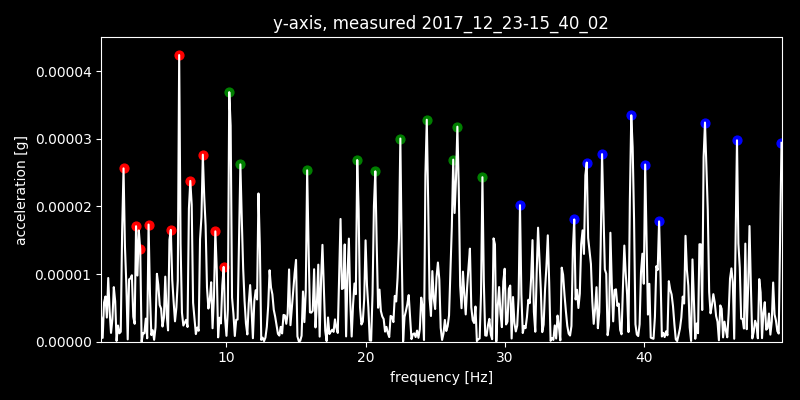 y-axis, measured 2017_12_23-15_40_02
acceleration [g]
0.00004
0.00003
0.00002
0.00001
0.00000
10 20 30 40
frequency [Hz]